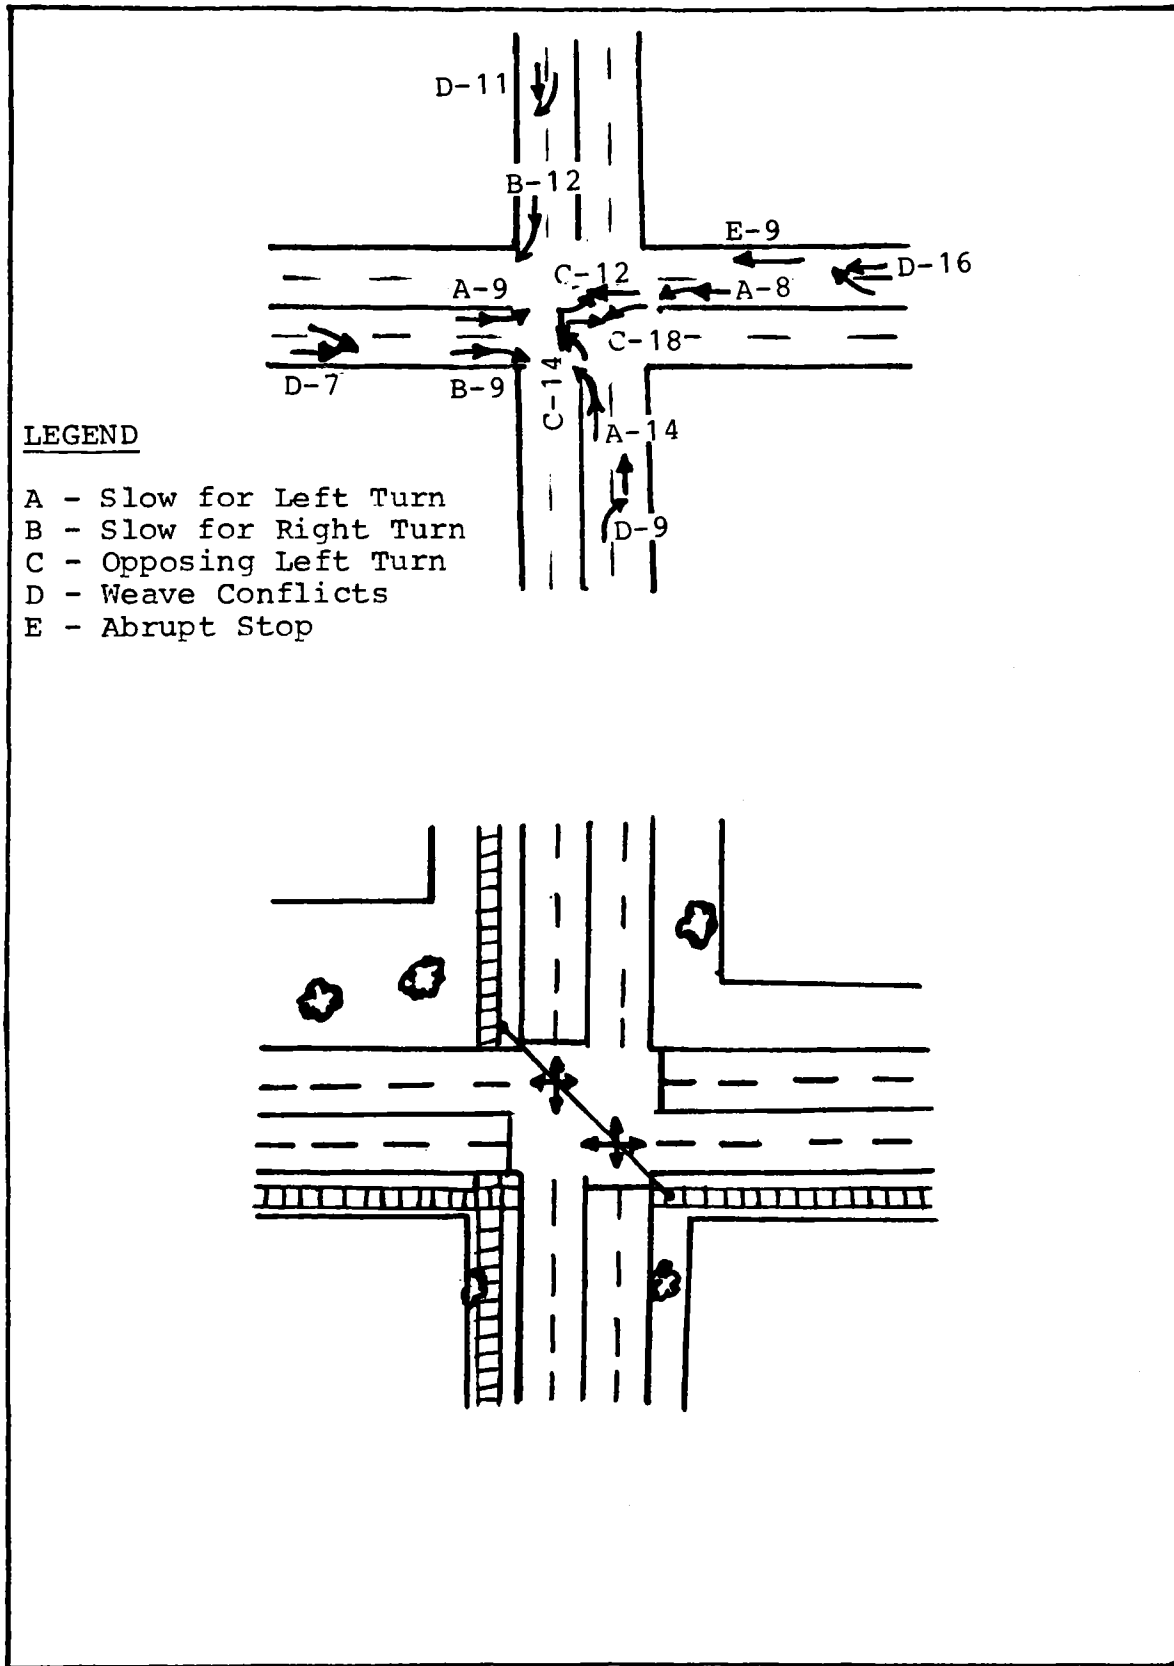 D-11
B-12
E-9
D-16
C-12
A-9
A-8
C-18
D-7
B-9
C-14
A-14
D-9
LEGEND
A - Slow for Left Turn
B - Slow for Right Turn
C - Opposing Left Turn
D - Weave Conflicts
E - Abrupt Stop